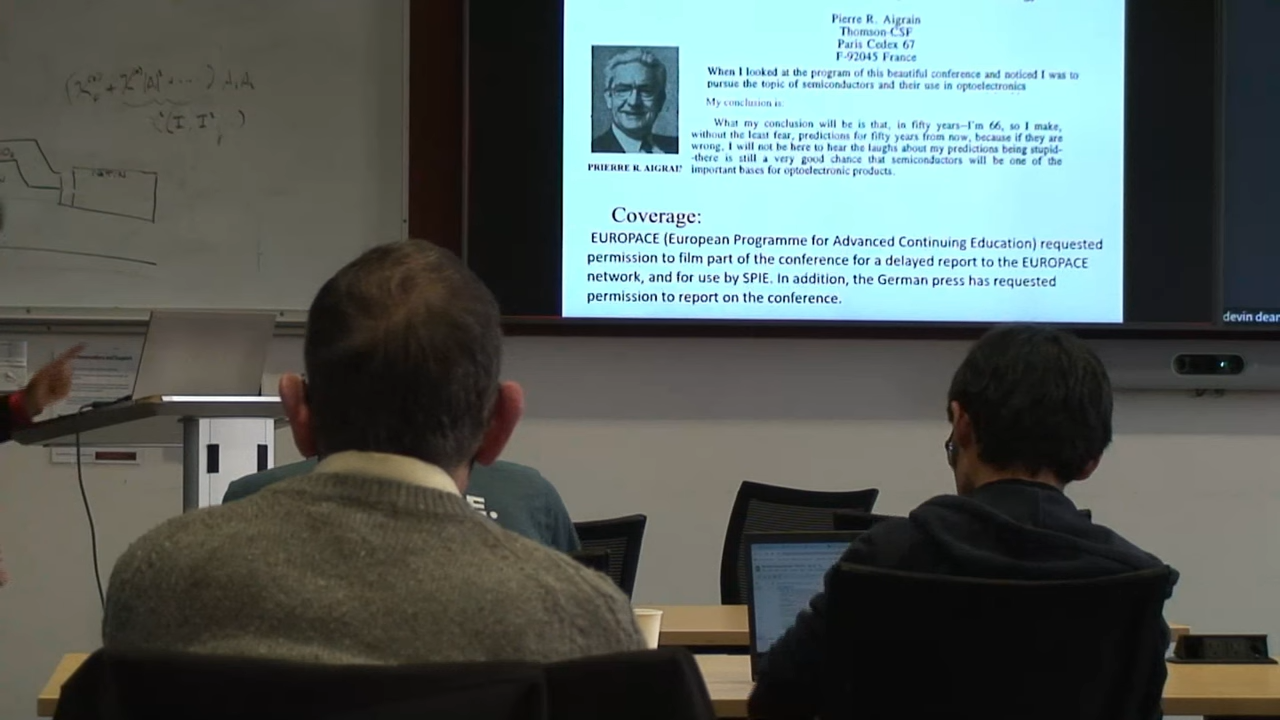 Pierre R. Aigrain
Thomson-CSF
Paris Cedex 67
F-92045 France
When I looked at the program of this beautiful conference and noticed I was to
pursue the topic of semiconductors and their use in optoelectronics
My conclusion is:
What my conclusion will be is that, in fifty years—I'm 66, so I make,
without the least fear, predictions for fifty years from now, because if they are
wrong, I will not be here to hear the laughs about my predictions being stupid-
-there is still a very good chance that semiconductors will be one of the
important bases for optoelectronic products.
PRIERRE R. AIGRAI
Coverage:
EUROPACE (European Programme for Advanced Continuing Education) requested
permission to film part of the conference for a delayed report to the EUROPACE
network, and for use by SPIE. In addition, the German press has requested
permission to report on the conference.
devin dear
E.